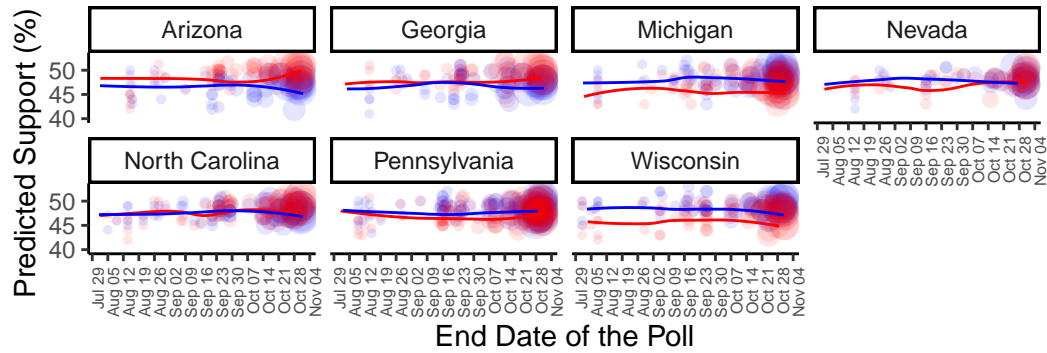 Predicted Support (%)
Arizona Georgia Michigan Nevada
50
45
40
Jul 29 Aug 05 Aug 12 Aug 19 Aug 26 Sep 02 Sep 09 Sep 16 Sep 23 Sep 30 Oct 07 Oct 14 Oct 21 Oct 28 Nov 04
North Carolina Pennsylvania Wisconsin
50
45
40
Jul 29 Aug 05 Aug 12 Aug 19 Aug 26 Sep 02 Sep 09 Sep 16 Sep 23 Sep 30 Oct 07 Oct 14 Oct 21 Oct 28 Nov 04
Jul 29 Aug 05 Aug 12 Aug 19 Aug 26 Sep 02 Sep 09 Sep 16 Sep 23 Sep 30 Oct 07 Oct 14 Oct 21 Oct 28 Nov 04
Jul 29 Aug 05 Aug 12 Aug 19 Aug 26 Sep 02 Sep 09 Sep 16 Sep 23 Sep 30 Oct 07 Oct 14 Oct 21 Oct 28 Nov 04
End Date of the Poll